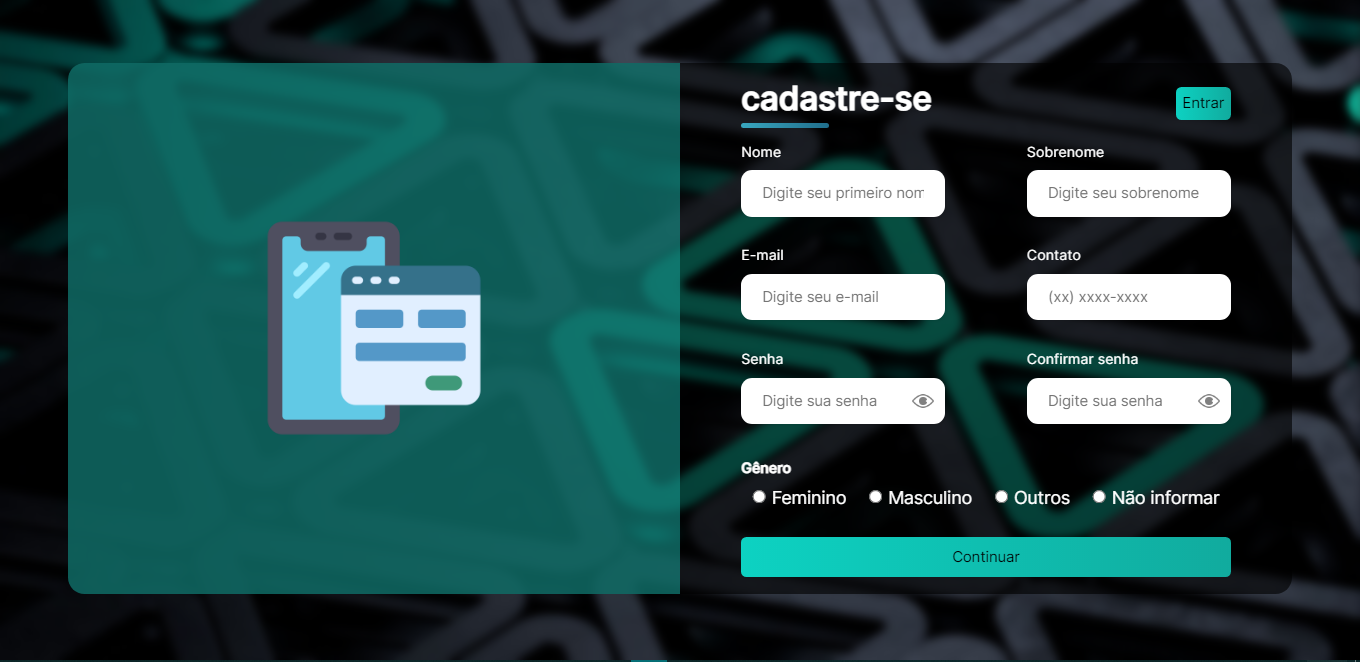 cadastre-se
Entrar
Nome
Sobrenome
Digite seu primeiro nom
Digite seu sobrenome
E-mail
Contato
Digite seu e-mail
(xx) xxxx-xxxx
Senha
Confirmar senha
Digite sua senha
Digite sua senha
Gênero
Feminino
Masculino
Outros
Não informar
Continuar